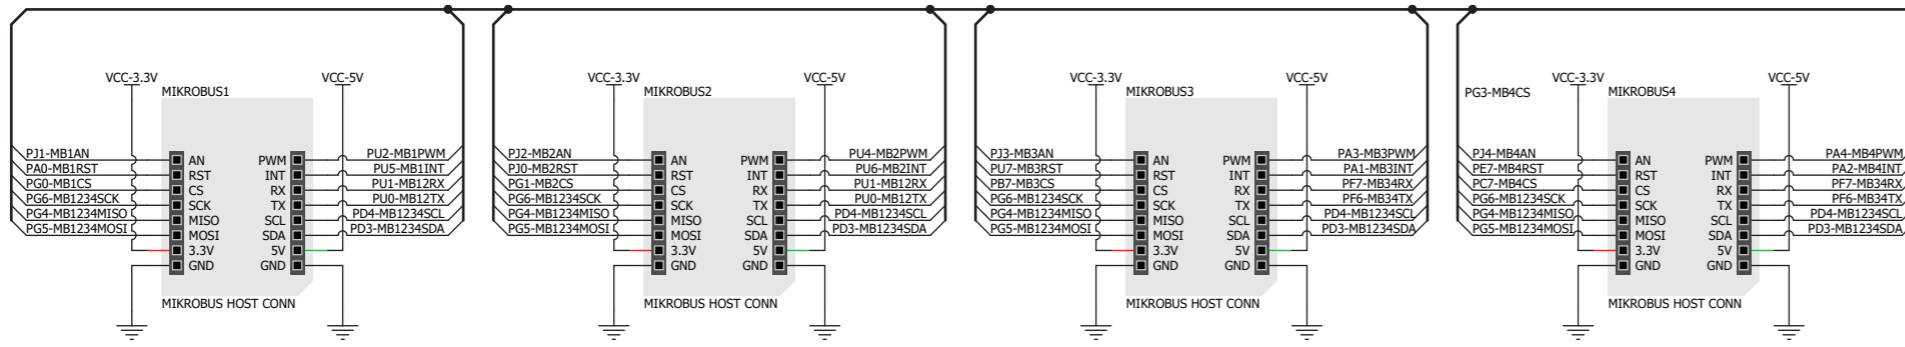 VCC-3.3V VCC-5V
MIKROBUS1
PJ1-MB1AN AN PWM PU2-MB1PWM
PA0-MB1RST RST INT PU5-MB1INT
PG0-MB1CS CS RX PU1-MB12RX
PG6-MB1234SCK SCK TX PU0-MB12TX
PG4-MB1234MISO MISO SCL PD4-MB1234SCL
PG5-MB1234MOSI MOSI SDA PD3-MB1234SDA
3.3V 5V
GND GND
MIKROBUS HOST CONN
VCC-3.3V VCC-5V
MIKROBUS2
PJ2-MB2AN AN PWM PU4-MB2PWM
PJ0-MB2RST RST INT PU6-MB2INT
PG1-MB2CS CS RX PU1-MB12RX
PG6-MB1234SCK SCK TX PU0-MB12TX
PG4-MB1234MISO MISO SCL PD4-MB1234SCL
PG5-MB1234MOSI MOSI SDA PD3-MB1234SDA
3.3V 5V
GND GND
MIKROBUS HOST CONN
VCC-3.3V VCC-5V
MIKROBUS3
PJ3-MB3AN AN PWM PA3-MB3PWM
PU7-MB3RST RST INT PA1-MB3INT
PB7-MB3CS CS RX PF7-MB34RX
PG6-MB1234SCK SCK TX PF6-MB34TX
PG4-MB1234MISO MISO SCL PD4-MB1234SCL
PG5-MB1234MOSI MOSI SDA PD3-MB1234SDA
3.3V 5V
GND GND
MIKROBUS HOST CONN
VCC-3.3V VCC-5V
PG3-MB4CS MIKROBUS4
PJ4-MB4AN AN PWM PA4-MB4PWM
PE7-MB4RST RST INT PA2-MB4INT
PC7-MB4CS CS RX PF7-MB34RX
PG6-MB1234SCK SCK TX PF6-MB34TX
PG4-MB1234MISO MISO SCL PD4-MB1234SCL
PG5-MB1234MOSI MOSI SDA PD3-MB1234SDA
3.3V 5V
GND GND
MIKROBUS HOST CONN